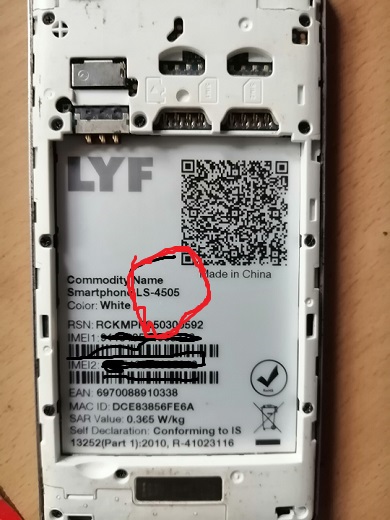 LYF
Made in China
Commodity Name
Smartphone LS-4505
Color: White
RSN:
IMEI1:
IMEI2
EAN: 6970088910338
MAC ID: DCE83856FE6A
SAR Value: 0.365 W/kg
Self Declaration: Conforming to IS
13252(Part 1):2010, R-41023116